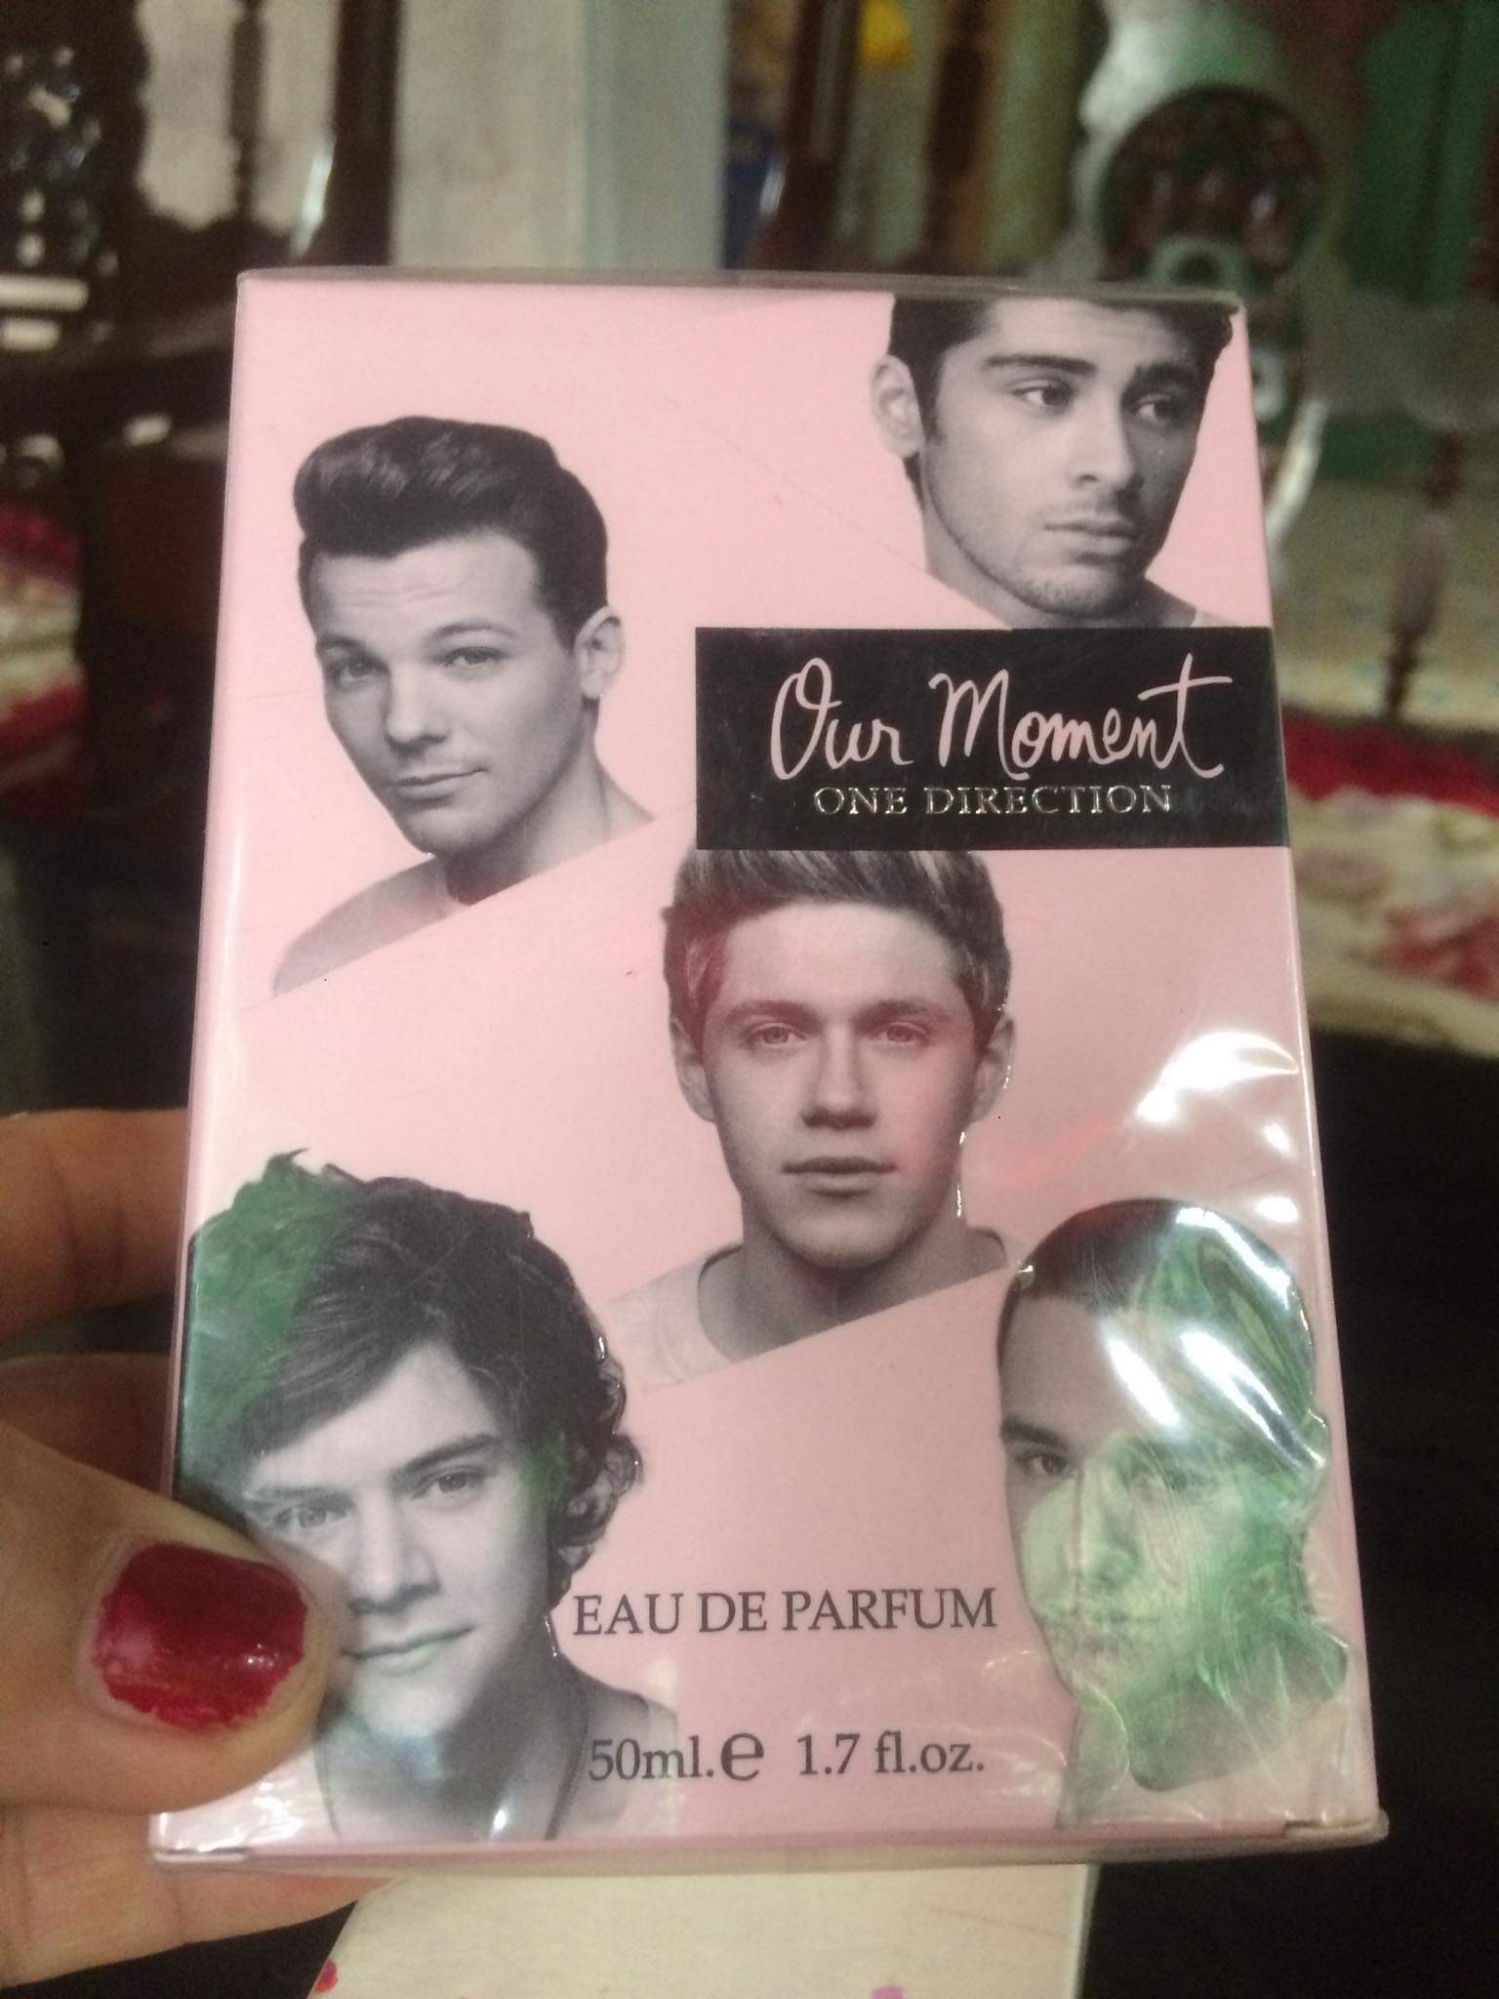 Our Moment
ONE DIRECTION
EAU DE PARFUM
50ml.e 1.7 fl.oz.